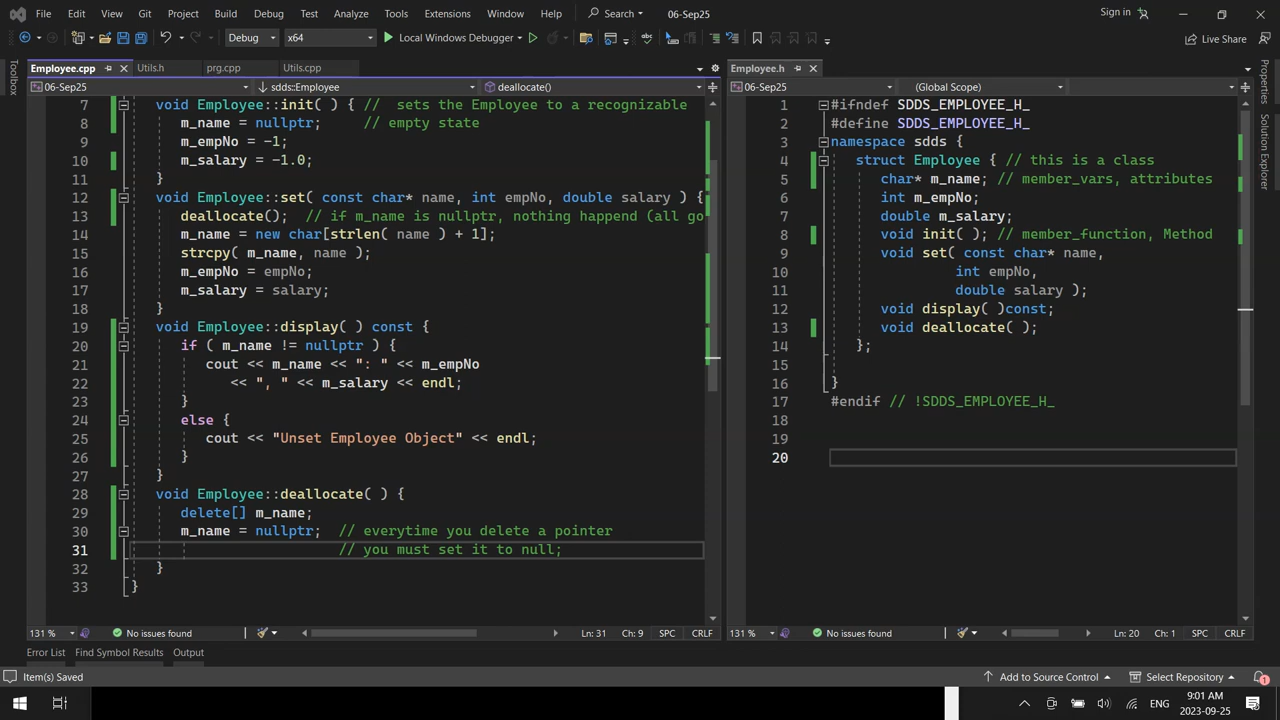 File Edit View Git Project Build Debug Test Analyze Tools Extensions Window Help Search 06-Sep25 Sign in
Debug x64 Local Windows Debugger Live Share
Toolbox
Employee.cpp Utils.h prg.cpp Utils.cpp
06-Sep25 sdds::Employee deallocate()
7 void Employee::init( ) { //  sets the Employee to a recognizable
8 m_name = nullptr;     // empty state
9 m_empNo = -1;
10 m_salary = -1.0;
11 }
12 void Employee::set( const char* name, int empNo, double salary ) {
13 deallocate();  // if m_name is nullptr, nothing happend (all go
14 m_name = new char[strlen( name ) + 1];
15 strcpy( m_name, name );
16 m_empNo = empNo;
17 m_salary = salary;
18 }
19 void Employee::display( ) const {
20 if ( m_name != nullptr ) {
21 cout << m_name << ": " << m_empNo
22 << ", " << m_salary << endl;
23 }
24 else {
25 cout << "Unset Employee Object" << endl;
26 }
27 }
28 void Employee::deallocate( ) {
29 delete[] m_name;
30 m_name = nullptr;  // everytime you delete a pointer
31 // you must set it to null;
32 }
33 }
131 % No issues found Ln: 31 Ch: 9 SPC CRLF
Employee.h
06-Sep25 (Global Scope)
1 #ifndef SDDS_EMPLOYEE_H_
2 #define SDDS_EMPLOYEE_H_
3 namespace sdds {
4 struct Employee { // this is a class
5 char* m_name; // member_vars, attributes
6 int m_empNo;
7 double m_salary;
8 void init( ); // member_function, Method
9 void set( const char* name,
10 int empNo,
11 double salary );
12 void display( )const;
13 void deallocate( );
14 };
15
16 }
17 #endif // !SDDS_EMPLOYEE_H_
18
19
20
131 % No issues found Ln: 20 Ch: 1 SPC CRLF
Properties
Solution Explorer
Error List Find Symbol Results Output
Item(s) Saved Add to Source Control Select Repository 1
ENG 9:01 AM
2023-09-25